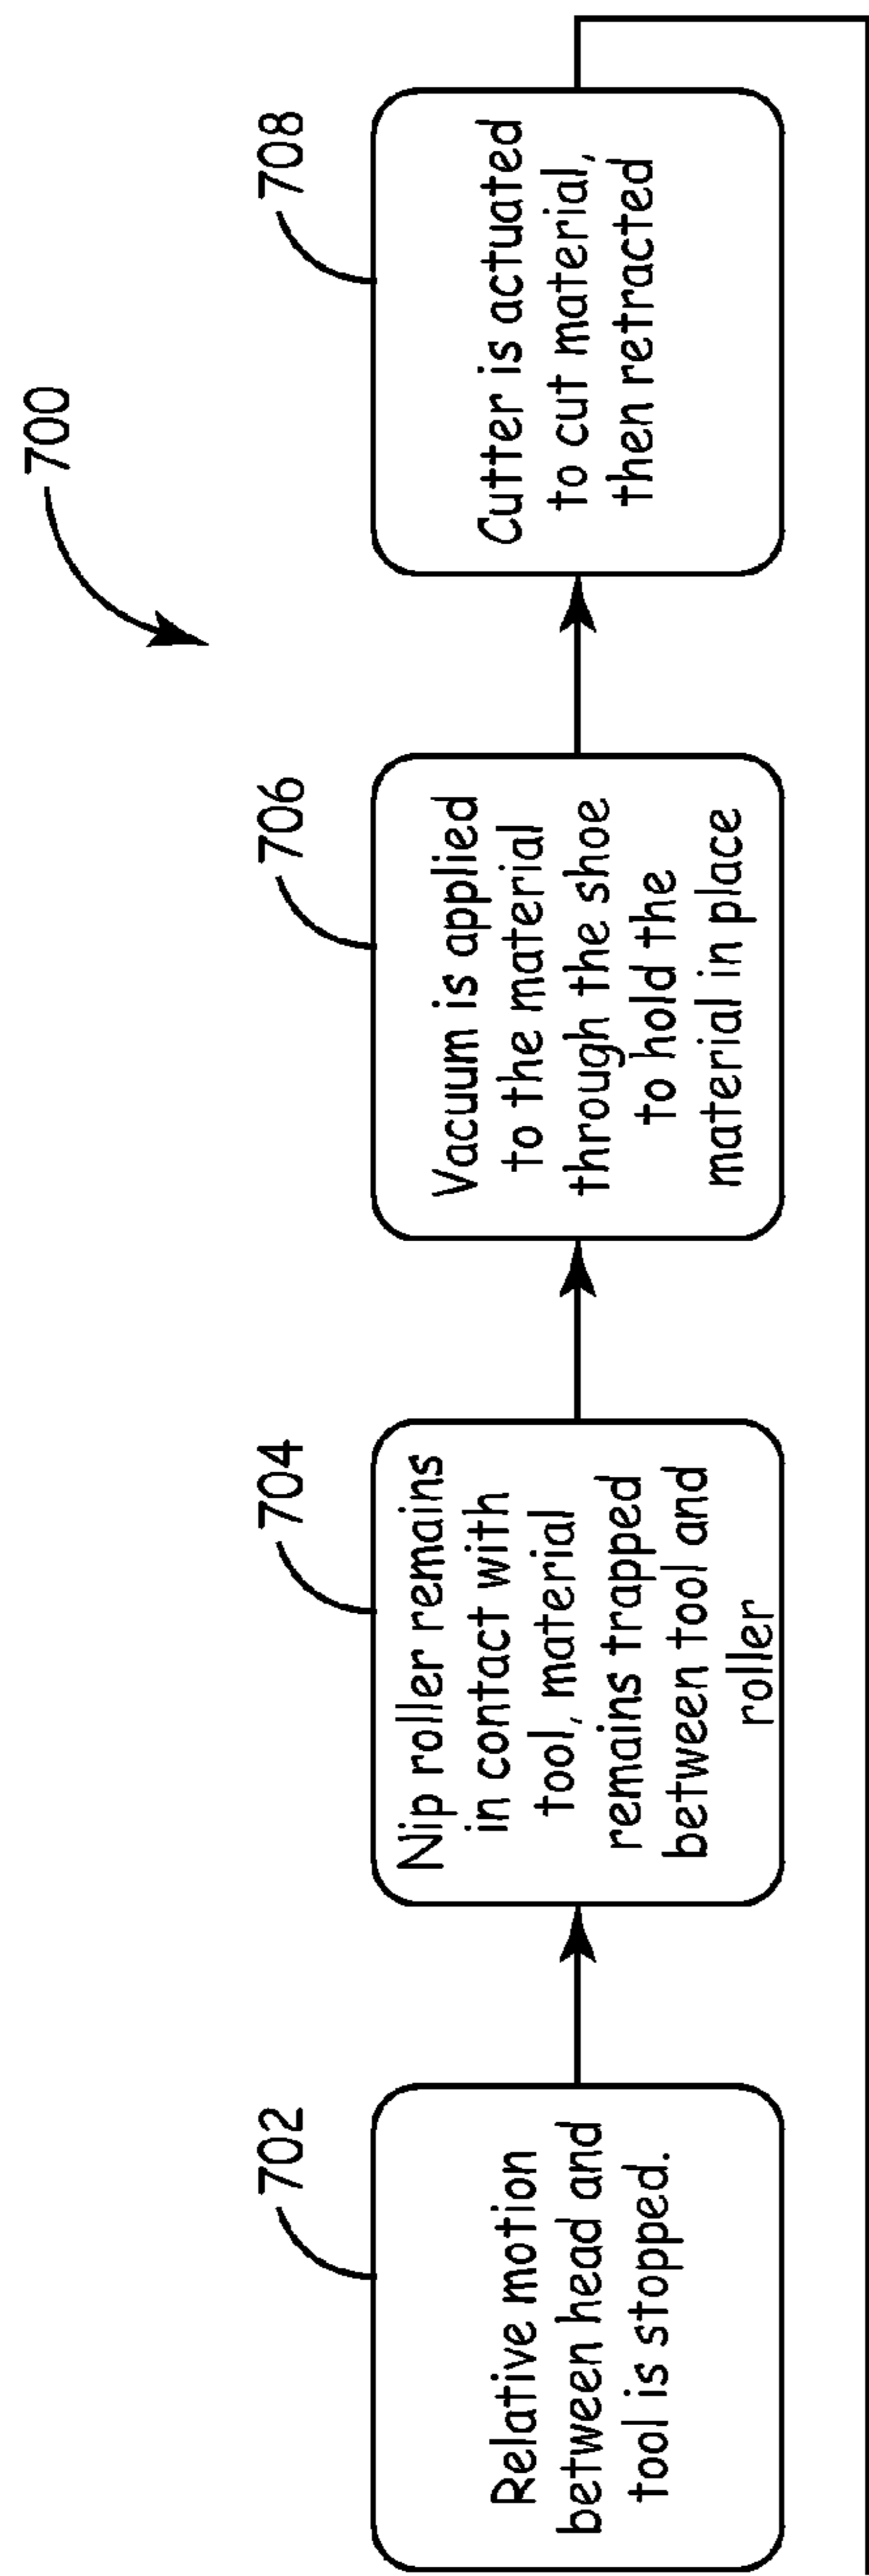 700
702
Relative motion
between head and
tool is stopped.
704
Nip roller remains
in contact with
tool, material
remains trapped
between tool and
roller
706
Vacuum is applied
to the material
through the shoe
to hold the
material in place
708
Cutter is actuated
to cut material,
then retracted